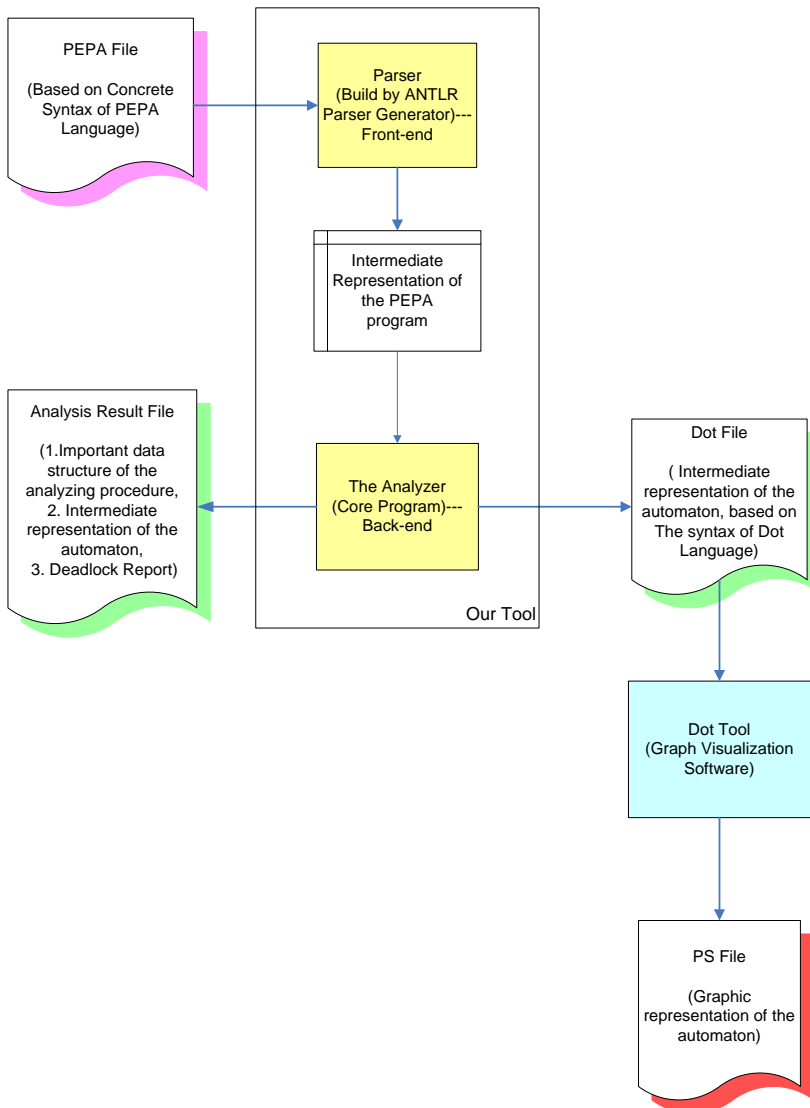 PEPA File
(Based on Concrete
Syntax of PEPA
Language)
Parser
(Build by ANTLR
Parser Generator)---
Front-end
Intermediate
Representation of
the PEPA
program
Analysis Result File
(1.Important data
structure of the
analyzing procedure,
2. Intermediate
representation of the
automaton,
3. Deadlock Report)
The Analyzer
(Core Program)---
Back-end
Our Tool
Dot File
( Intermediate
representation of the
automaton, based on
The syntax of Dot
Language)
Dot Tool
(Graph Visualization
Software)
PS File
(Graphic
representation of the
automaton)